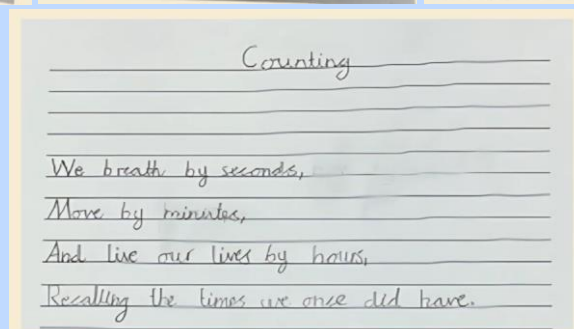 Counting
We breath by seconds,
Move by minutes,
And live our lives by hours,
Recalling the times we once did have.